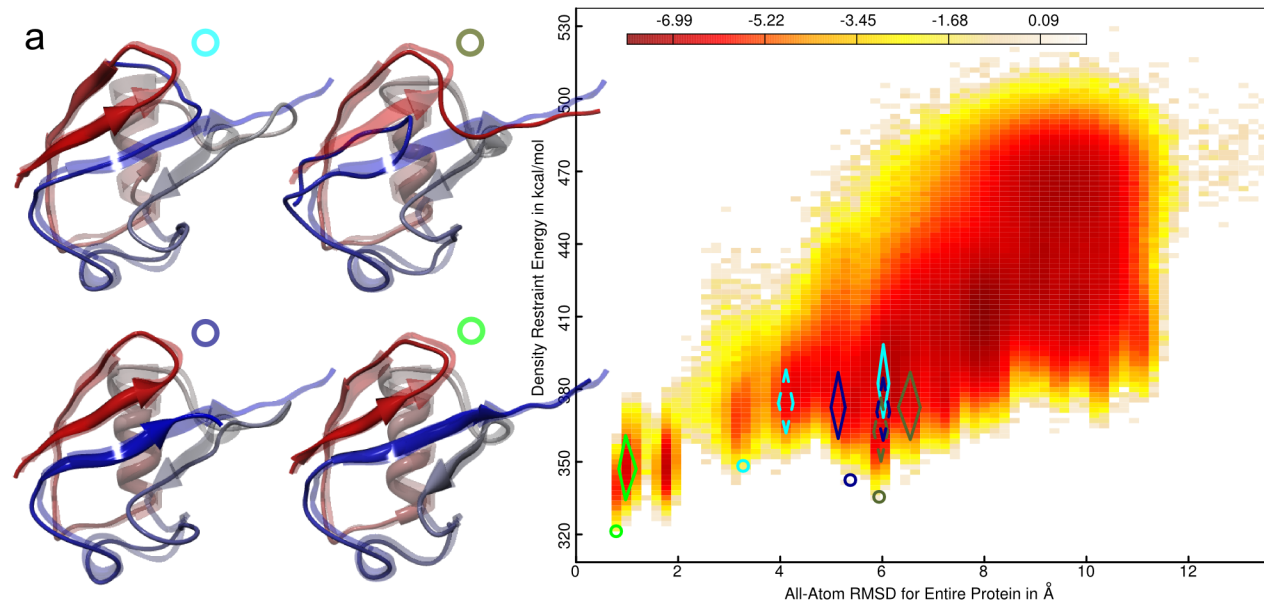 a
-6.99 -5.22 -3.45 -1.68 0.09
Density Restraint Energy in kcal/mol
530
500
470
440
410
380
350
320
0 2 4 6 8 10 12
All-Atom RMSD for Entire Protein in Å